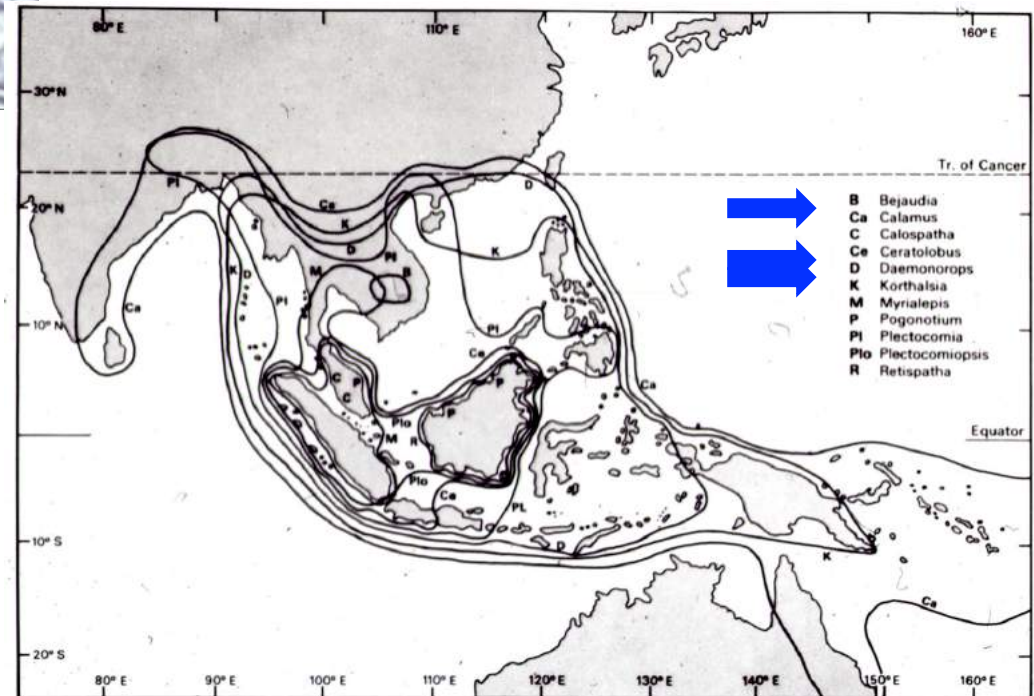 80° E
110° E
160° E
30° N
Tr. of Cancer
20° N
10° N
Equator
10° S
20° S
B Bejaudia
Ca Calamus
C Calospatha
Ce Ceratolobus
D Daemonorops
K Korthalsia
M Myrialepis
P Pogonotium
Pl Plectocomia
Plo Plectocomiopsis
R Retispatha
Pl
D
Ca
K
D
Pl
M
B
K
Ca
K
D
Pl
Pl
Ce
Ca
C
P
C
P
P
Plo
M
R
Plo
Ce
PL
D
K
Ca
80° E
90° E
100° E
110° E
120° E
130° E
140° E
150° E
160° E